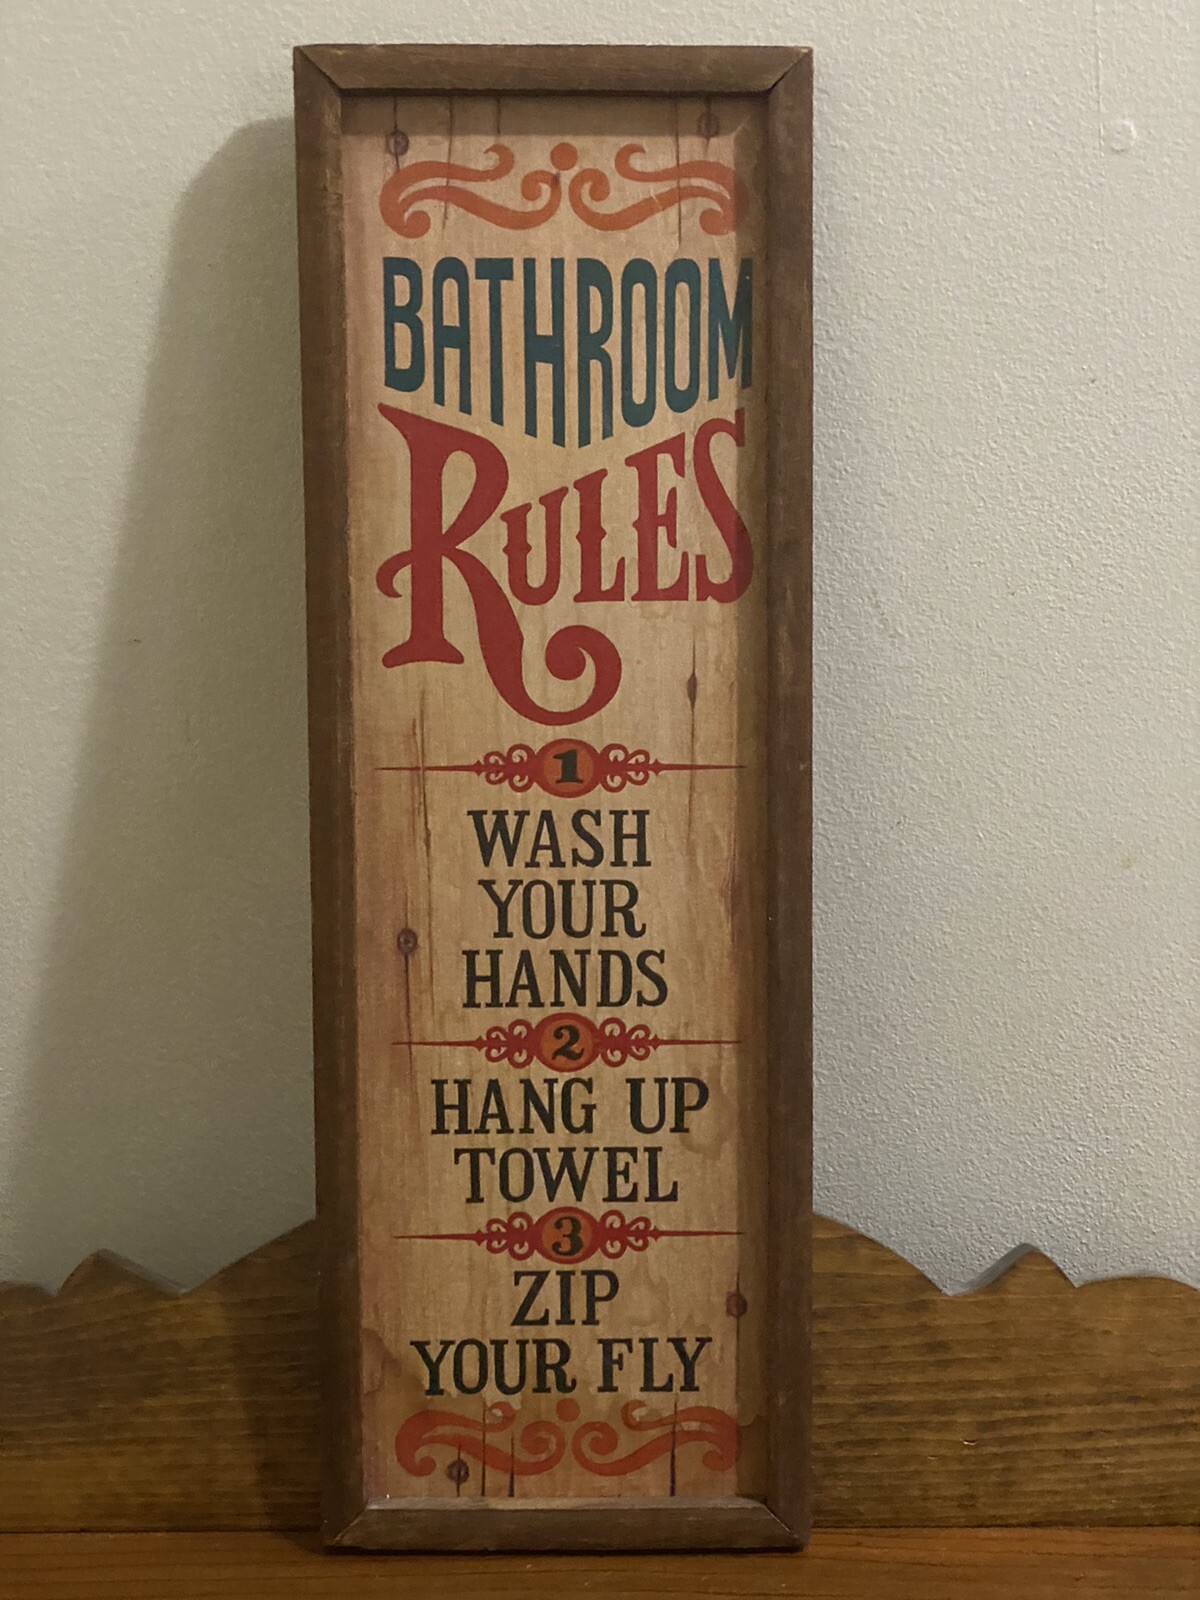 BATHROOM
RULES
1
WASH
YOUR
HANDS
2
HANG UP
TOWEL
3
ZIP
YOUR FLY